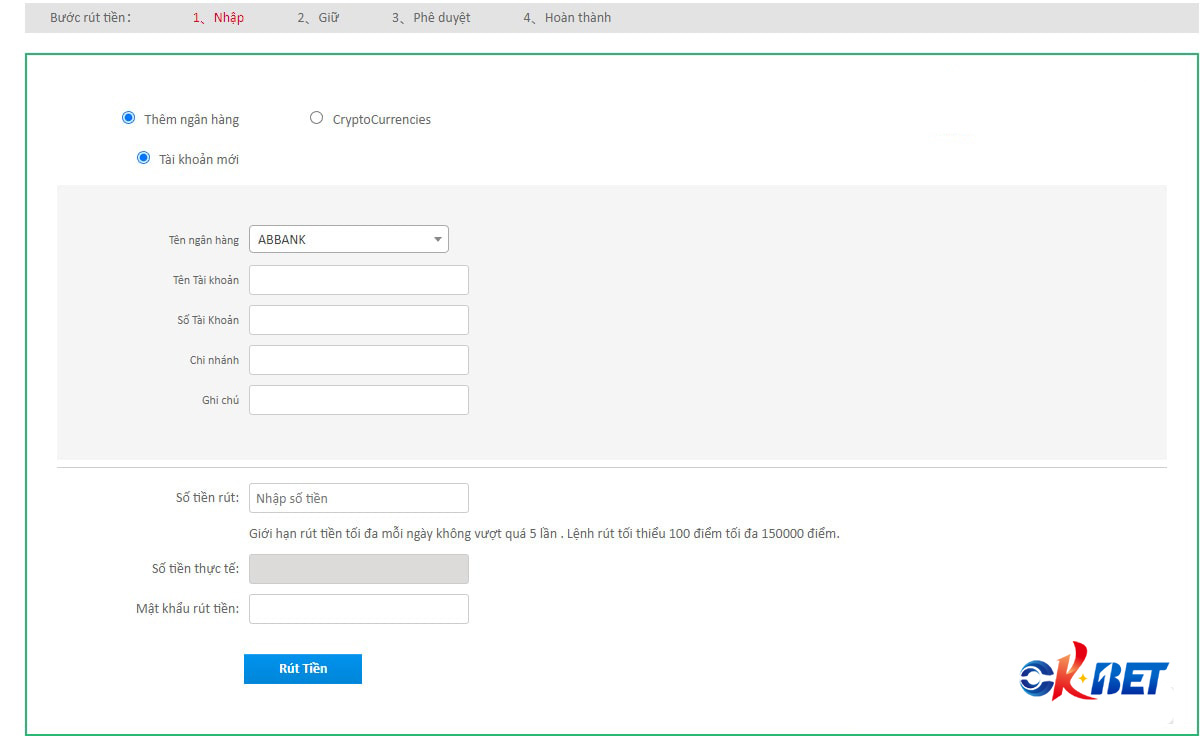 Bước rút tiền： 1、Nhập 2、Giữ 3、Phê duyệt 4、Hoàn thành
Thêm ngân hàng CryptoCurrencies
Tài khoản mới
Tên ngân hàng ABBANK
Tên Tài khoản
Số Tài Khoản
Chi nhánh
Ghi chú
Số tiền rút: Nhập số tiền
Giới hạn rút tiền tối đa mỗi ngày không vượt quá 5 lần . Lệnh rút tối thiểu 100 điểm tối đa 150000 điểm.
Số tiền thực tế:
Mật khẩu rút tiền:
Rút Tiền
OKBET